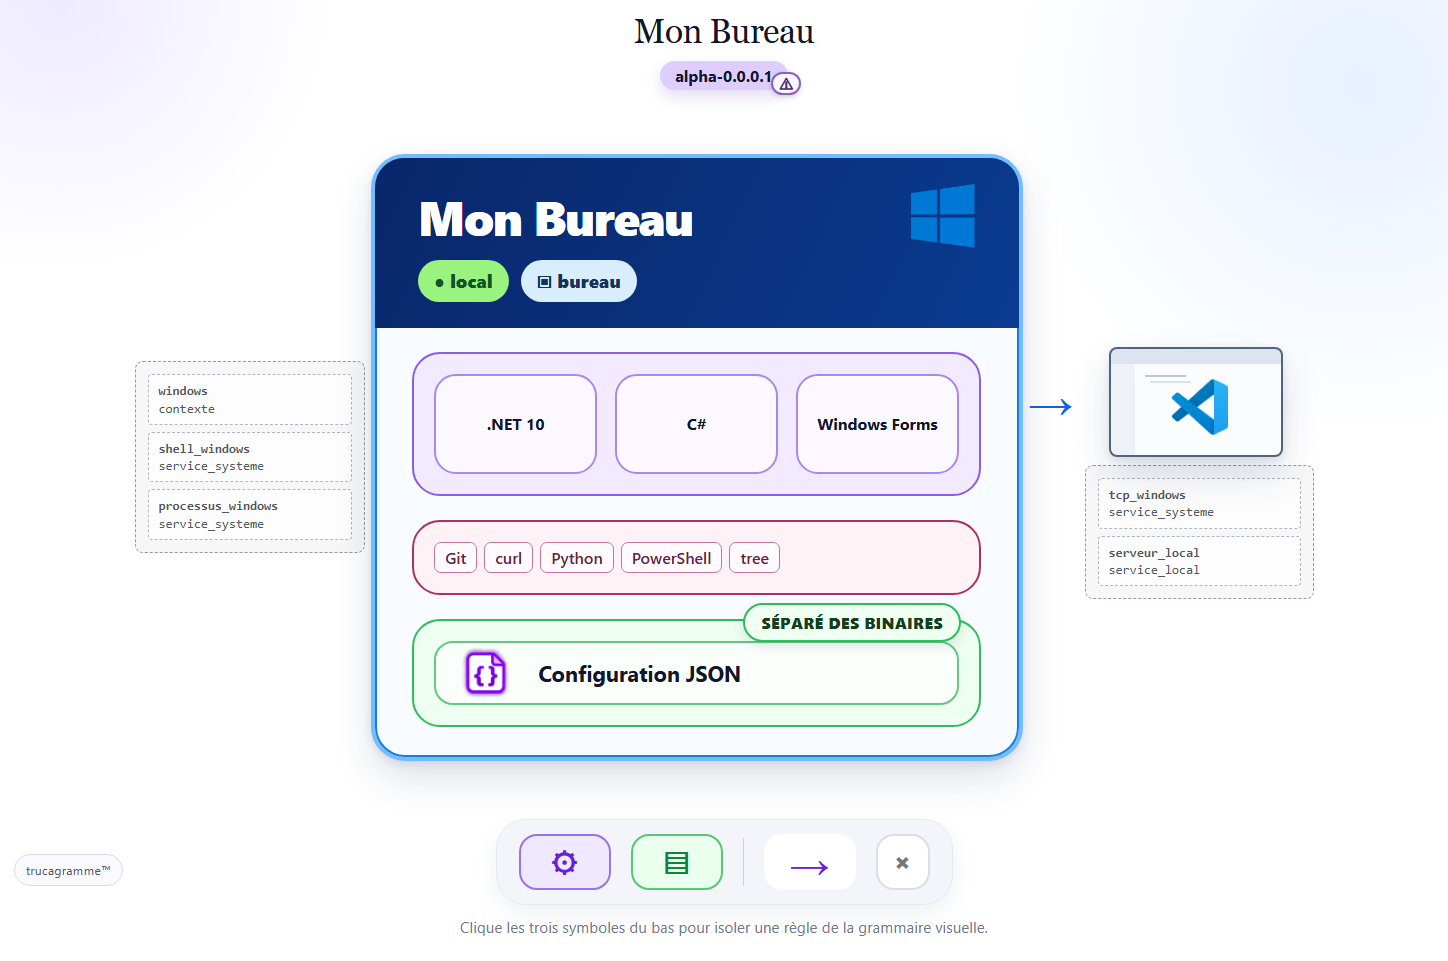 Mon Bureau
alpha-0.0.0.1
Mon Bureau
local
bureau
windows
contexte
shell_windows
service_systeme
processus_windows
service_systeme
.NET 10
C#
Windows Forms
tcp_windows
service_systeme
serveur_local
service_local
Git
curl
Python
PowerShell
tree
SÉPARÉ DES BINAIRES
{} Configuration JSON
trucagramme™
Clique les trois symboles du bas pour isoler une règle de la grammaire visuelle.